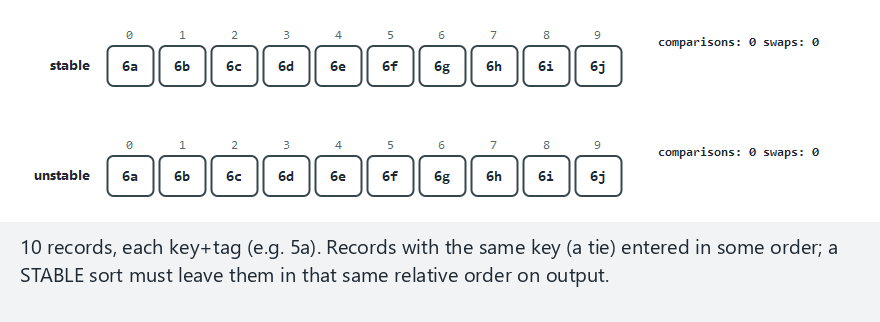 0 1 2 3 4 5 6 7 8 9
comparisons: 0 swaps: 0
stable 6a 6b 6c 6d 6e 6f 6g 6h 6i 6j
0 1 2 3 4 5 6 7 8 9
comparisons: 0 swaps: 0
unstable 6a 6b 6c 6d 6e 6f 6g 6h 6i 6j
10 records, each key+tag (e.g. 5a). Records with the same key (a tie) entered in some order; a
STABLE sort must leave them in that same relative order on output.